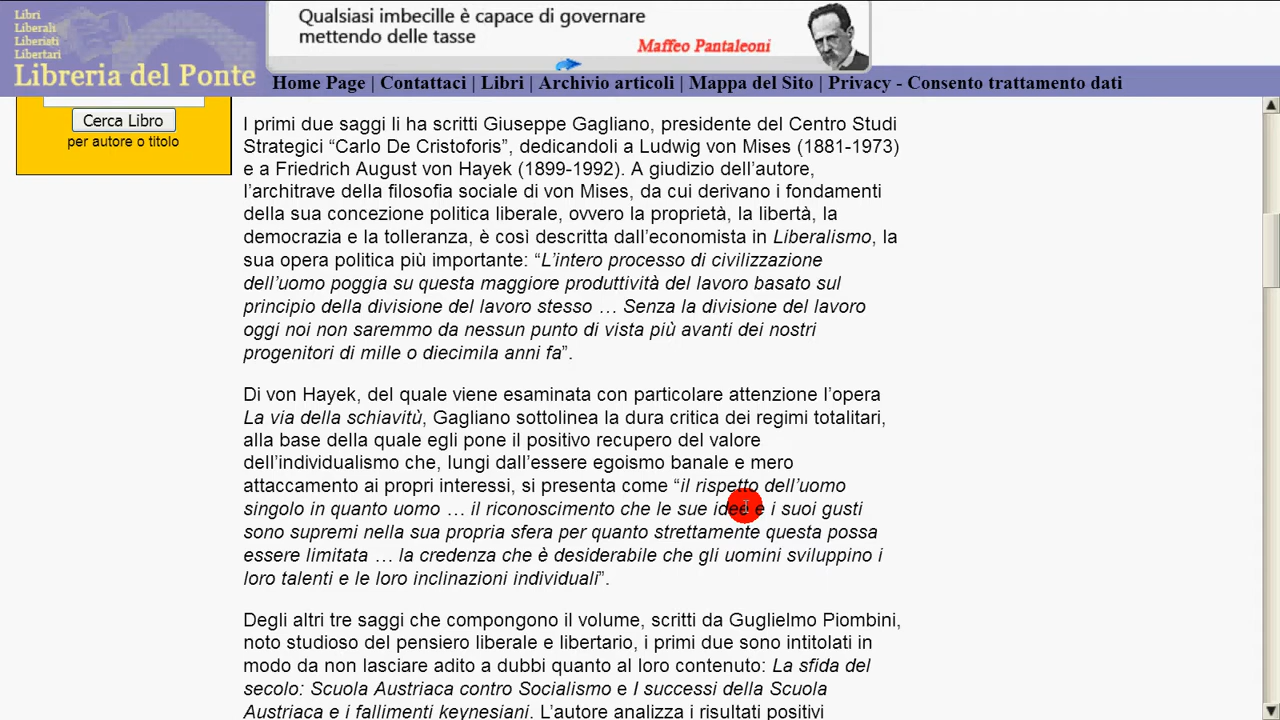 Libri
Liberali
Liberisti
Libertari
Libreria del Ponte
Qualsiasi imbecille è capace di governare
mettendo delle tasse
Maffeo Pantaleoni
Home Page | Contattaci | Libri | Archivio articoli | Mappa del Sito | Privacy - Consento trattamento dati
Cerca Libro
per autore o titolo
I primi due saggi li ha scritti Giuseppe Gagliano, presidente del Centro Studi
Strategici “Carlo De Cristoforis”, dedicandoli a Ludwig von Mises (1881-1973)
e a Friedrich August von Hayek (1899-1992). A giudizio dell’autore,
l’architrave della filosofia sociale di von Mises, da cui derivano i fondamenti
della sua concezione politica liberale, ovvero la proprietà, la libertà, la
democrazia e la tolleranza, è così descritta dall’economista in Liberalismo, la
sua opera politica più importante: “L’intero processo di civilizzazione
dell’uomo poggia su questa maggiore produttività del lavoro basato sul
principio della divisione del lavoro stesso … Senza la divisione del lavoro
oggi noi non saremmo da nessun punto di vista più avanti dei nostri
progenitori di mille o diecimila anni fa”.
Di von Hayek, del quale viene esaminata con particolare attenzione l’opera
La via della schiavitù, Gagliano sottolinea la dura critica dei regimi totalitari,
alla base della quale egli pone il positivo recupero del valore
dell’individualismo che, lungi dall’essere egoismo banale e mero
attaccamento ai propri interessi, si presenta come “il rispetto dell’uomo
singolo in quanto uomo … il riconoscimento che le sue idee e i suoi gusti
sono supremi nella sua propria sfera per quanto strettamente questa possa
essere limitata … la credenza che è desiderabile che gli uomini sviluppino i
loro talenti e le loro inclinazioni individuali”.
Degli altri tre saggi che compongono il volume, scritti da Guglielmo Piombini,
noto studioso del pensiero liberale e libertario, i primi due sono intitolati in
modo da non lasciare adito a dubbi quanto al loro contenuto: La sfida del
secolo: Scuola Austriaca contro Socialismo e I successi della Scuola
Austriaca e i fallimenti keynesiani. L’autore analizza i risultati positivi